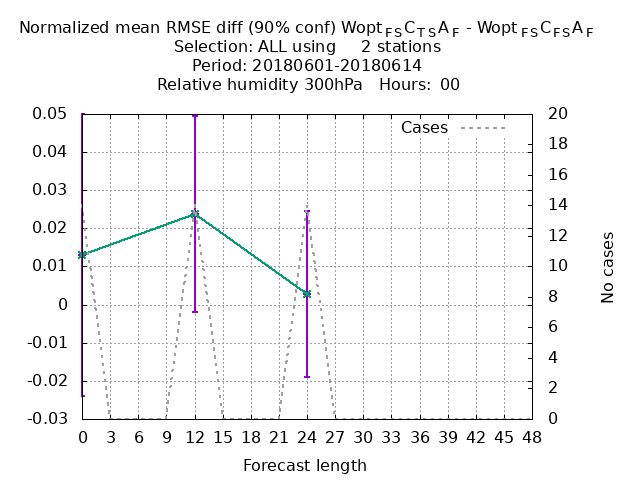 Normalized mean RMSE diff (90% conf) Wopt FS C TS A F - Wopt FS C FS A F
Selection: ALL using     2 stations
Period: 20180601-20180614
Relative humidity 300hPa   Hours:  00
Cases
0.05
0.04
0.03
0.02
0.01
0
-0.01
-0.02
-0.03
20
18
16
14
12
10
8
6
4
2
0
No cases
0 3 6 9 12 15 18 21 24 27 30 33 36 39 42 45 48
Forecast length